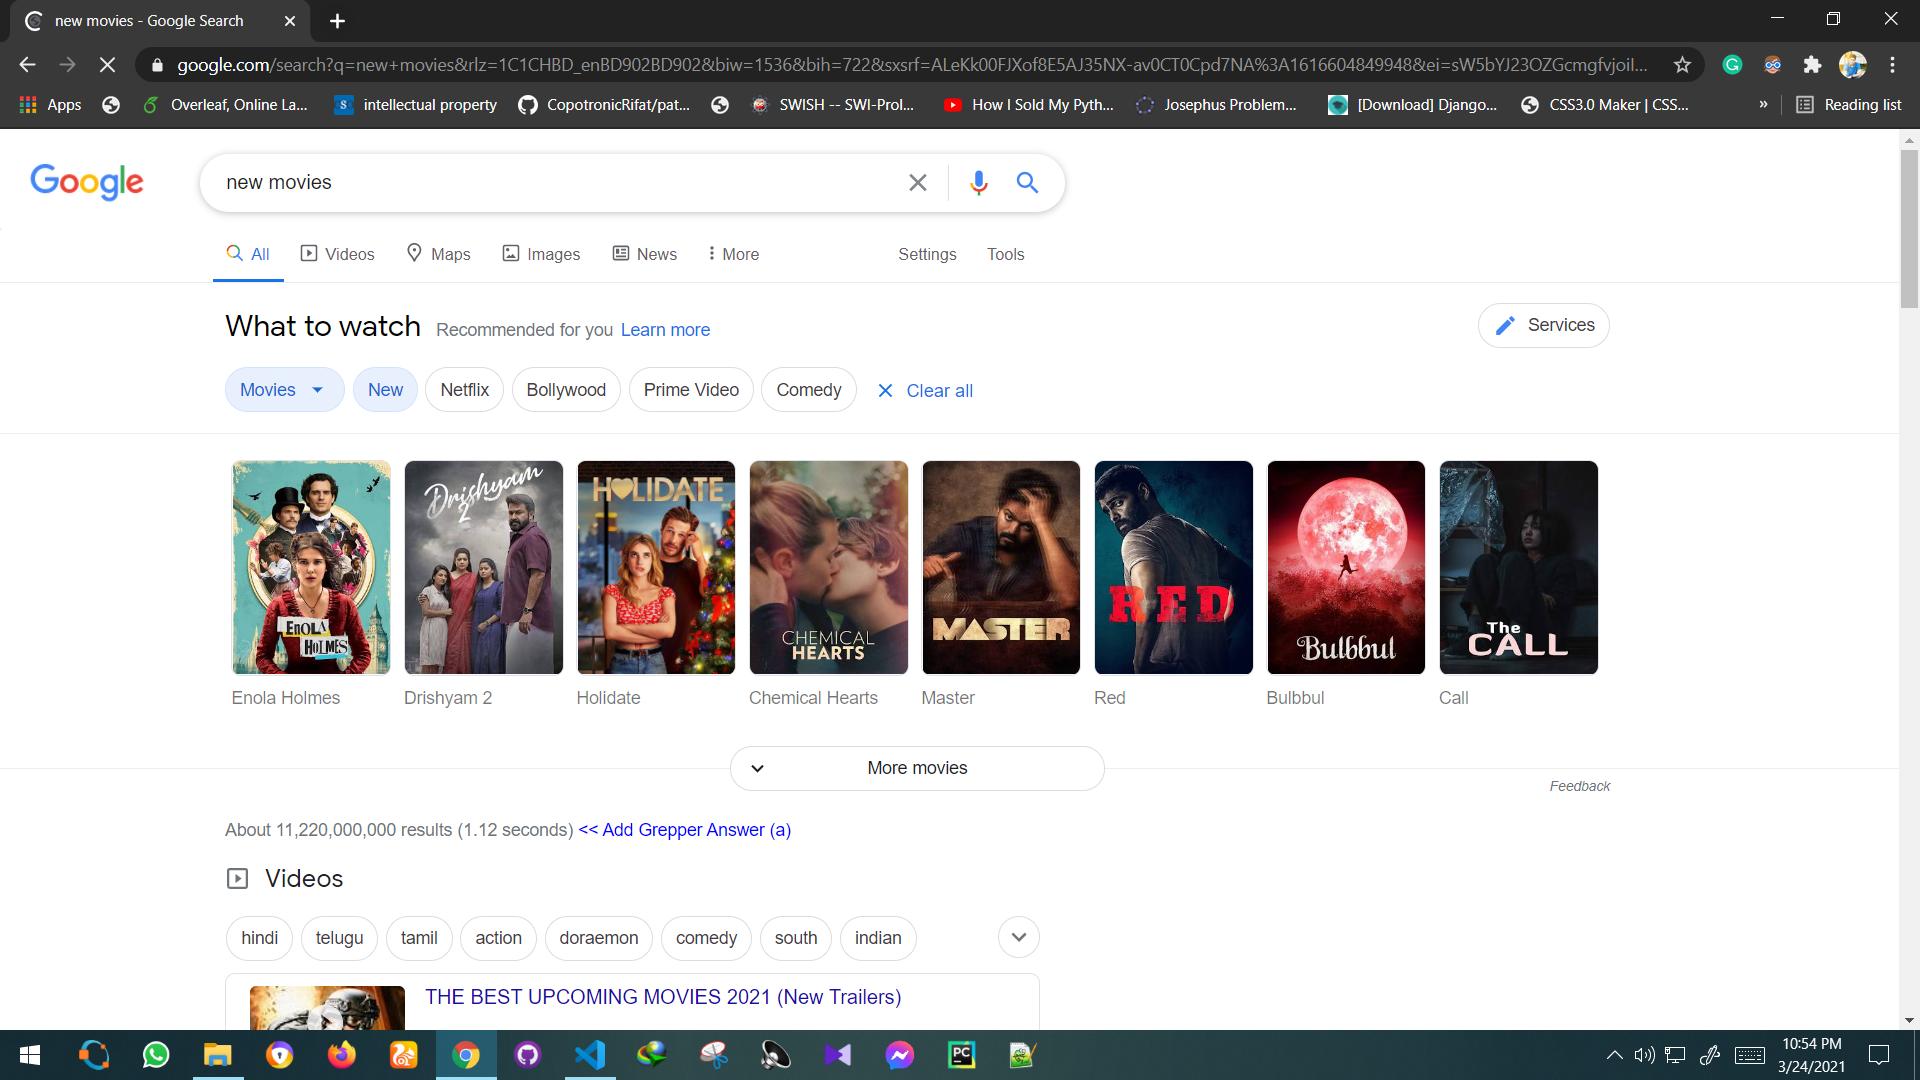 new movies - Google Search
google.com/search?q=new+movies&rlz=1C1CHBD_enBD902BD902&biw=1536&bih=722&sxsrf=ALeKk00FJXof8E5AJ35NX-av0CT0Cpd7NA%3A1616604849948&ei=sW5bYJ23OZGcmgfvjoil...
Apps Overleaf, Online La... intellectual property CopotronicRifat/pat... SWISH -- SWI-Prol... How I Sold My Pyth... Josephus Problem... [Download] Django... CSS3.0 Maker | CSS... » Reading list
Google
new movies
All Videos Maps Images News More Settings Tools
What to watch Recommended for you Learn more
Services
Movies New Netflix Bollywood Prime Video Comedy Clear all
ENOLA HOLMES
Drishyam 2
HOLIDATE
CHEMICAL HEARTS
MASTER
RED
Bulbbul
The CALL
Enola Holmes Drishyam 2 Holidate Chemical Hearts Master Red Bulbbul Call
More movies
Feedback
About 11,220,000,000 results (1.12 seconds) << Add Grepper Answer (a)
Videos
hindi telugu tamil action doraemon comedy south indian
THE BEST UPCOMING MOVIES 2021 (New Trailers)
PC
10:54 PM
3/24/2021